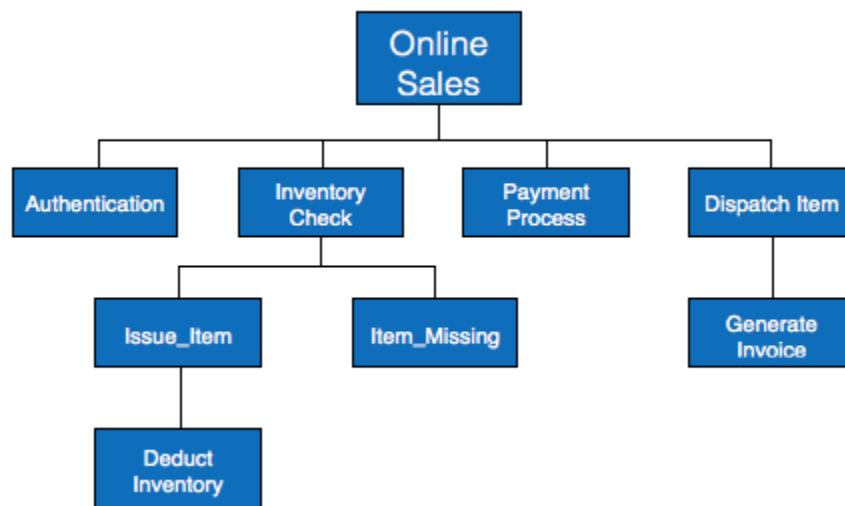 Online
Sales
Authentication
Inventory
Check
Payment
Process
Dispatch Item
Issue_Item
Item_Missing
Generate
Invoice
Deduct
Inventory